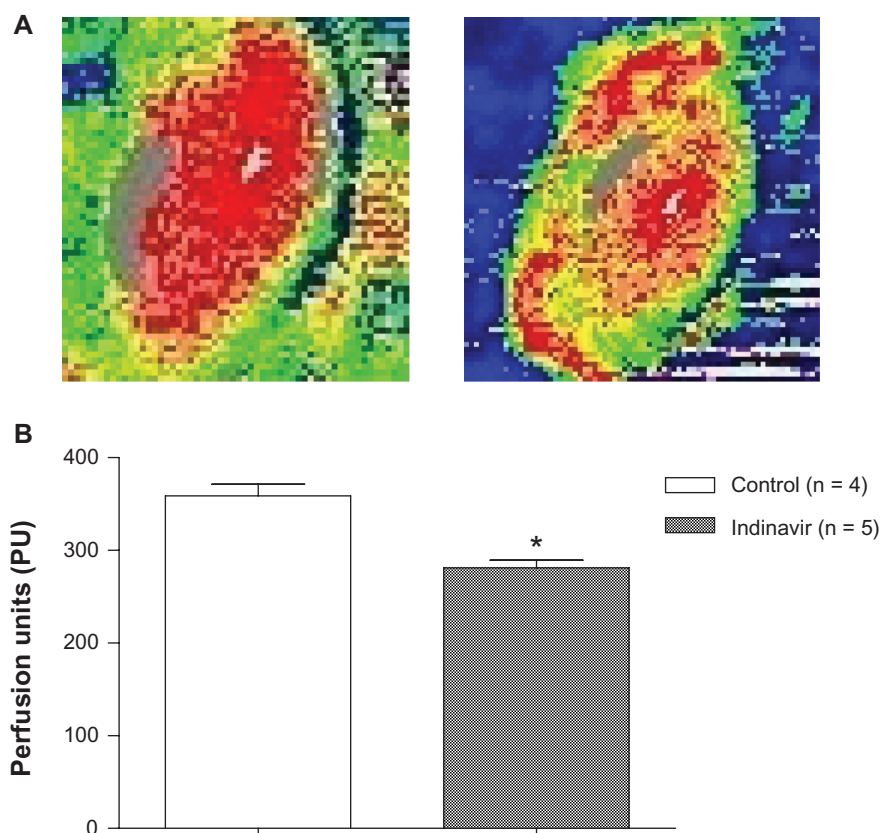 A
B
400
300
200
100
0
Perfusion units (PU)
*
Control (n = 4)
Indinavir (n = 5)